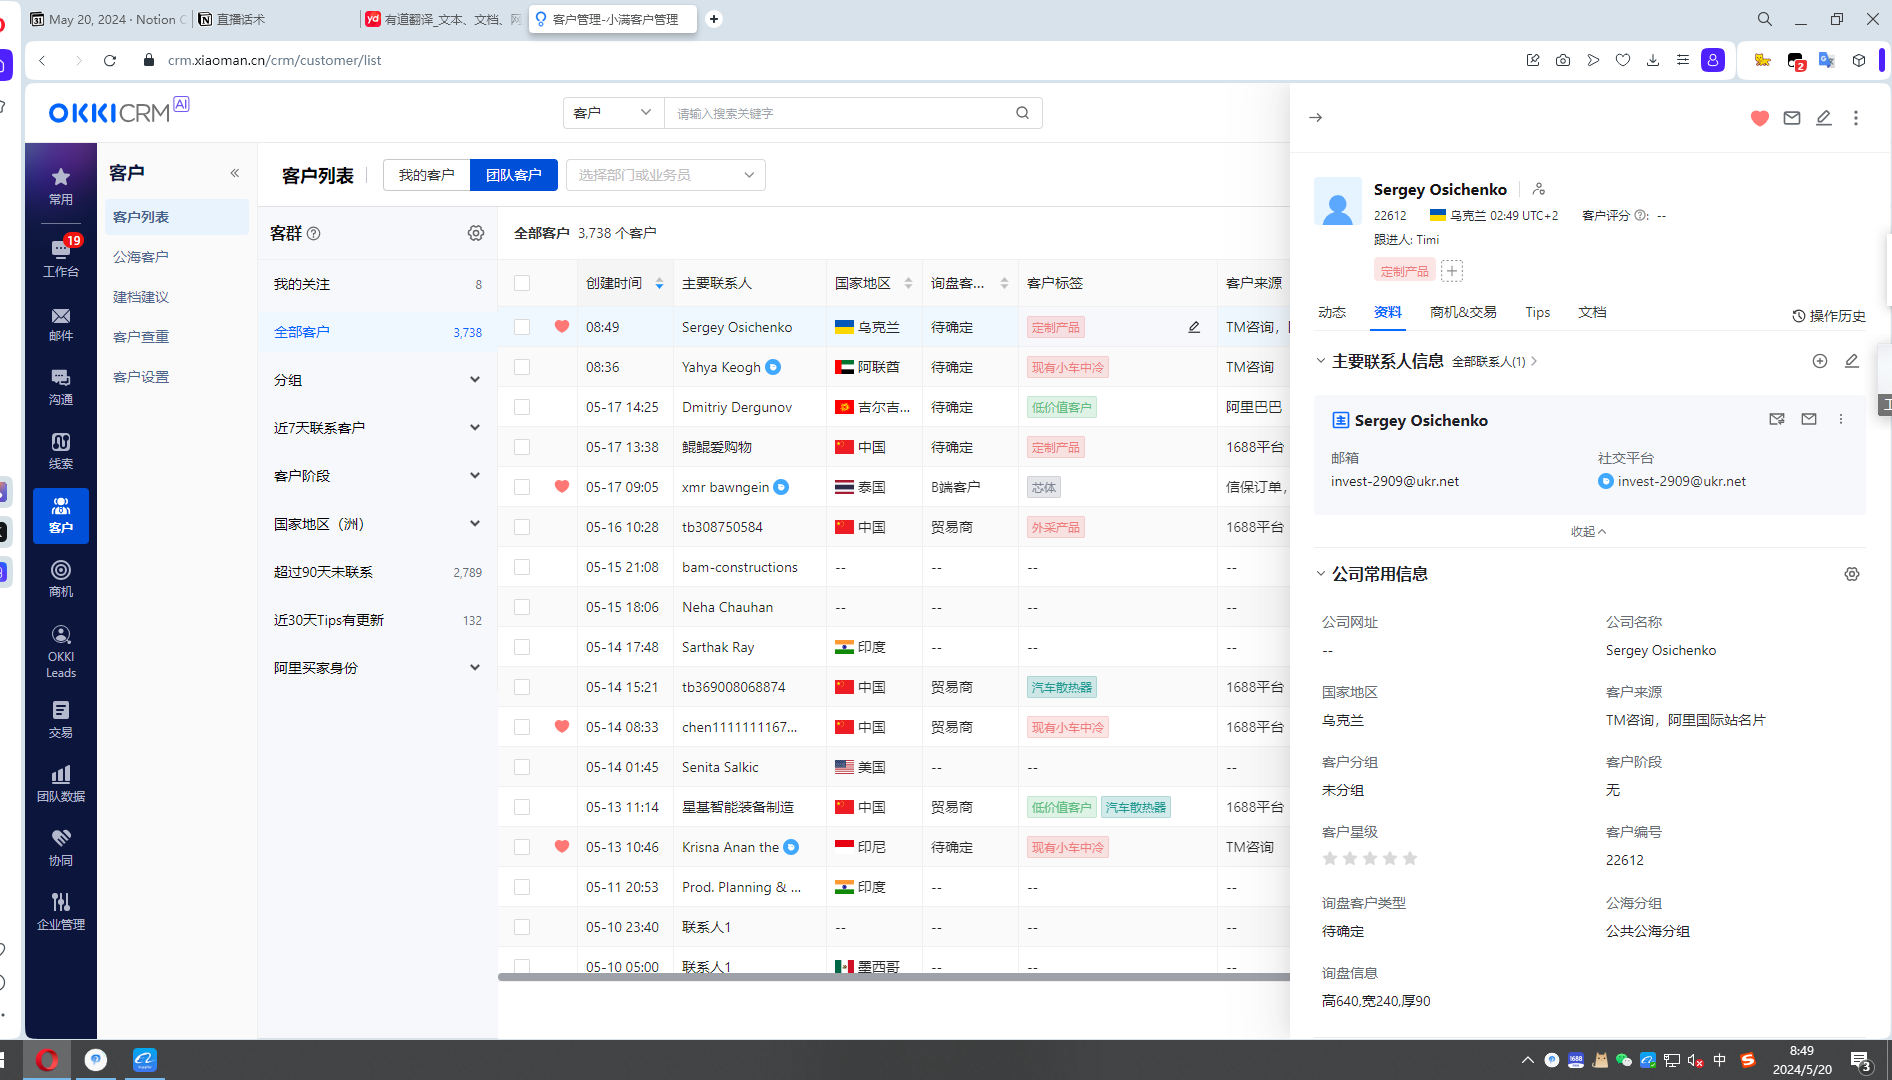 May 20, 2024 · Notion
直播话术
有道翻译_文本、文档、网
客户管理-小满客户管理
crm.xiaoman.cn/crm/customer/list
2
OKKICRM AI
客户
请输入搜索关键字
常用
19
工作台
邮件
沟通
线索
客户
商机
OKKI
Leads
交易
团队数据
协同
企业管理
客户
客户列表
公海客户
建档建议
客户查重
客户设置
客户列表
我的客户
团队客户
选择部门或业务员
客群
我的关注 8
全部客户 3,738
分组
近7天联系客户
客户阶段
国家地区（洲）
超过90天未联系 2,789
近30天Tips有更新 132
阿里买家身份
全部客户 3,738 个客户
创建时间 主要联系人 国家地区 询盘客... 客户标签 客户来源
08:49 Sergey Osichenko 乌克兰 待确定 定制产品 TM咨询，
08:36 Yahya Keogh 阿联酋 待确定 现有小车中冷 TM咨询
05-17 14:25 Dmitriy Dergunov 吉尔吉... 待确定 低价值客户 阿里巴巴
05-17 13:38 鲲鲲爱购物 中国 待确定 定制产品 1688平台
05-17 09:05 xmr bawngein 泰国 B端客户 芯体 信保订单，
05-16 10:28 tb308750584 中国 贸易商 外采产品 1688平台
05-15 21:08 bam-constructions -- -- -- --
05-15 18:06 Neha Chauhan -- -- -- --
05-14 17:48 Sarthak Ray 印度 -- -- --
05-14 15:21 tb369008068874 中国 贸易商 汽车散热器 1688平台
05-14 08:33 chen1111111167... 中国 贸易商 现有小车中冷 1688平台
05-14 01:45 Senita Salkic 美国 -- -- --
05-13 11:14 星基智能装备制造 中国 贸易商 低价值客户 汽车散热器 1688平台
05-13 10:46 Krisna Anan the 印尼 待确定 现有小车中冷 TM咨询
05-11 20:53 Prod. Planning & ... 印度 -- -- --
05-10 23:40 联系人1 -- -- -- --
05-10 05:00 联系人1 墨西哥 -- -- --
Sergey Osichenko
22612 乌克兰 02:49 UTC+2 客户评分 : --
跟进人: Timi
定制产品
动态 资料 商机&交易 Tips 文档 操作历史
主要联系人信息 全部联系人(1)
主 Sergey Osichenko
邮箱 社交平台
invest-2909@ukr.net invest-2909@ukr.net
收起
公司常用信息
公司网址 公司名称
-- Sergey Osichenko
国家地区 客户来源
乌克兰 TM咨询，阿里国际站名片
客户分组 客户阶段
未分组 无
客户星级 客户编号
22612
询盘客户类型 公海分组
待确定 公共公海分组
询盘信息
高640,宽240,厚90
中
8:49
2024/5/20
3